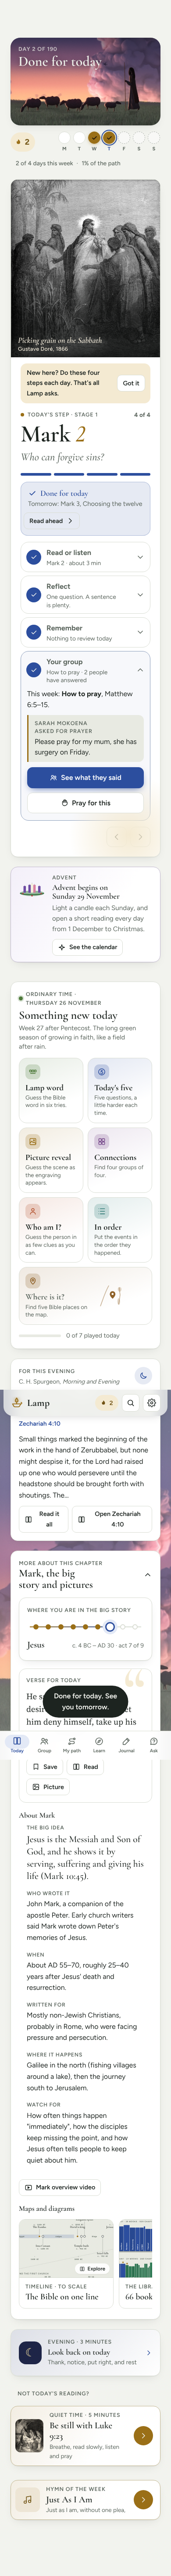 DAY 2 OF 190
Done for today
2
M T W T F S S
2 of 4 days this week · 1% of the path
Picking grain on the Sabbath
Gustave Doré, 1866
New here? Do these four
steps each day. That's all
Lamp asks.
Got it
TODAY'S STEP · STAGE 1
4 of 4
Mark 2
Who can forgive sins?
Done for today
Tomorrow: Mark 3, Choosing the twelve
Read ahead
Read or listen
Mark 2 · about 3 min
Reflect
One question. A sentence
is plenty.
Remember
Nothing to review today
Your group
How to pray · 2 people
have answered
This week: How to pray, Matthew
6:5–15.
SARAH MOKOENA
ASKED FOR PRAYER
Please pray for my mum, she has
surgery on Friday.
See what they said
Pray for this
ADVENT
Advent begins on
Sunday 29 November
Light a candle each Sunday, and
open a short reading every day
from 1 December to Christmas.
See the calendar
ORDINARY TIME ·
THURSDAY 26 NOVEMBER
Something new today
Week 27 after Pentecost. The long green
season of growing in faith, like a field
after rain.
Lamp word
Guess the Bible
word in six tries.
Today's five
Five questions, a
little harder each
time.
Picture reveal
Guess the scene as
the engraving
appears.
Connections
Find four groups of
four.
Who am I?
Guess the person in
as few clues as you
can.
In order
Put the events in
the order they
happened.
Where is it?
Find five Bible places on
the map.
0 of 7 played today
FOR THIS EVENING
C. H. Spurgeon, Morning and Evening
Lamp
2
Zechariah 4:10
Small things marked the beginning of the
work in the hand of Zerubbabel, but none
might despise it, for the Lord had raised
up one who would persevere until the
headstone should be brought forth with
shoutings. The…
Read it
all
Open Zechariah
4:10
MORE ABOUT THIS CHAPTER
Mark, the big
story and pictures
WHERE YOU ARE IN THE BIG STORY
Jesus
c. 4 BC – AD 30 · act 7 of 9
VERSE FOR TODAY
Done for today. See
you tomorrow.
him deny himself, take up his
Today
Group
My path
Learn
Journal
Ask
Save
Read
Picture
About Mark
THE BIG IDEA
Jesus is the Messiah and Son of
God, and he shows it by
serving, suffering and giving his
life (Mark 10:45).
WHO WROTE IT
John Mark, a companion of the
apostle Peter. Early church writers
said Mark wrote down Peter's
memories of Jesus.
WHEN
About AD 55–70, roughly 25–40
years after Jesus' death and
resurrection.
WRITTEN FOR
Mostly non-Jewish Christians,
probably in Rome, who were facing
pressure and persecution.
WHERE IT HAPPENS
Galilee in the north (fishing villages
around a lake), then the journey
south to Jerusalem.
WATCH FOR
How often things happen
"immediately", how the disciples
keep missing the point, and how
Jesus often tells people to keep
quiet about him.
Mark overview video
Maps and diagrams
Explore
TIMELINE · TO SCALE
The Bible on one line
THE LIBR
66 book
EVENING · 3 MINUTES
Look back on today
Thank, notice, put right, and rest
NOT TODAY'S READING?
QUIET TIME · 5 MINUTES
Be still with Luke
9:23
Breathe, read slowly, listen
and pray
HYMN OF THE WEEK
Just As I Am
Just as I am, without one plea,